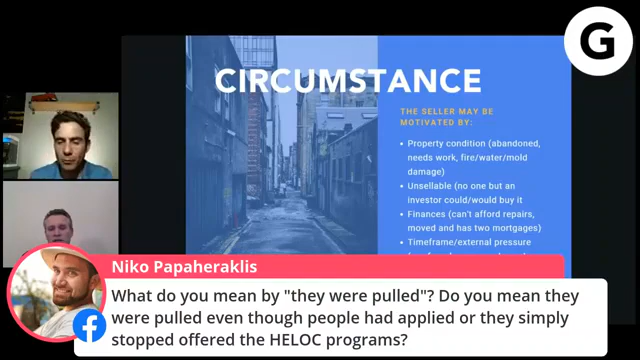 G
CIRCUMSTANCE
THE SELLER MAY BE
MOTIVATED BY:
• Property condition (abandoned,
needs work, fire/water/mold
damage)
• Unsellable (no one but an
investor could/would buy it
• Finances (can't afford repairs,
moved and has two mortgages)
• Timeframe/external pressure
Niko Papaheraklis
What do you mean by "they were pulled"? Do you mean they
were pulled even though people had applied or they simply
stopped offered the HELOC programs?